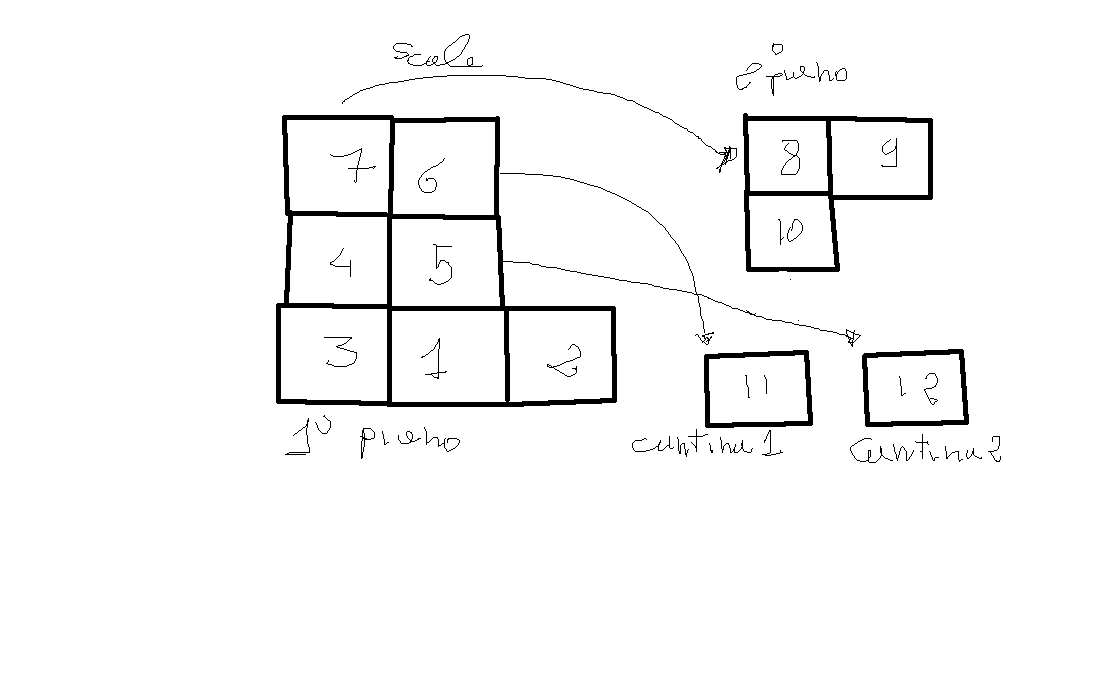 scale
2° piano
7 6
8 9
4 5
10
3 1 2
11 12
1° piano
cantina 1
cantina 2